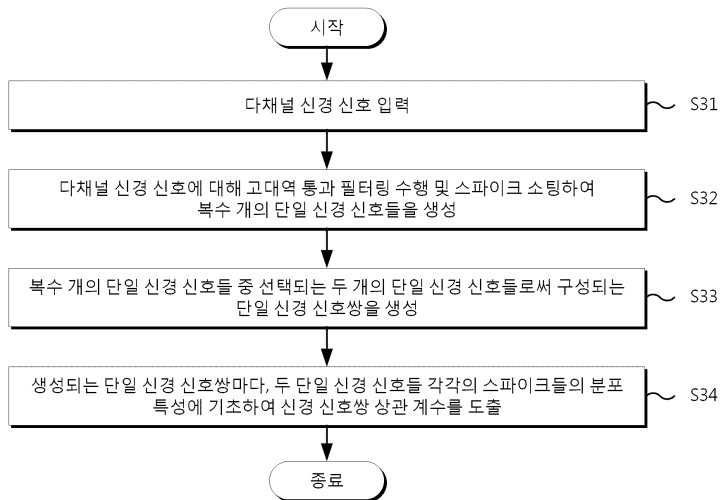 시작
다채널 신경 신호 입력
S31
다채널 신경 신호에 대해 고대역 통과 필터링 수행 및 스파이크 소팅하여
복수 개의 단일 신경 신호들을 생성
S32
복수 개의 단일 신경 신호들 중 선택되는 두 개의 단일 신경 신호들로써 구성되는
단일 신경 신호쌍을 생성
S33
생성되는 단일 신경 신호쌍마다, 두 단일 신경 신호들 각각의 스파이크들의 분포
특성에 기초하여 신경 신호쌍 상관 계수를 도출
S34
종료